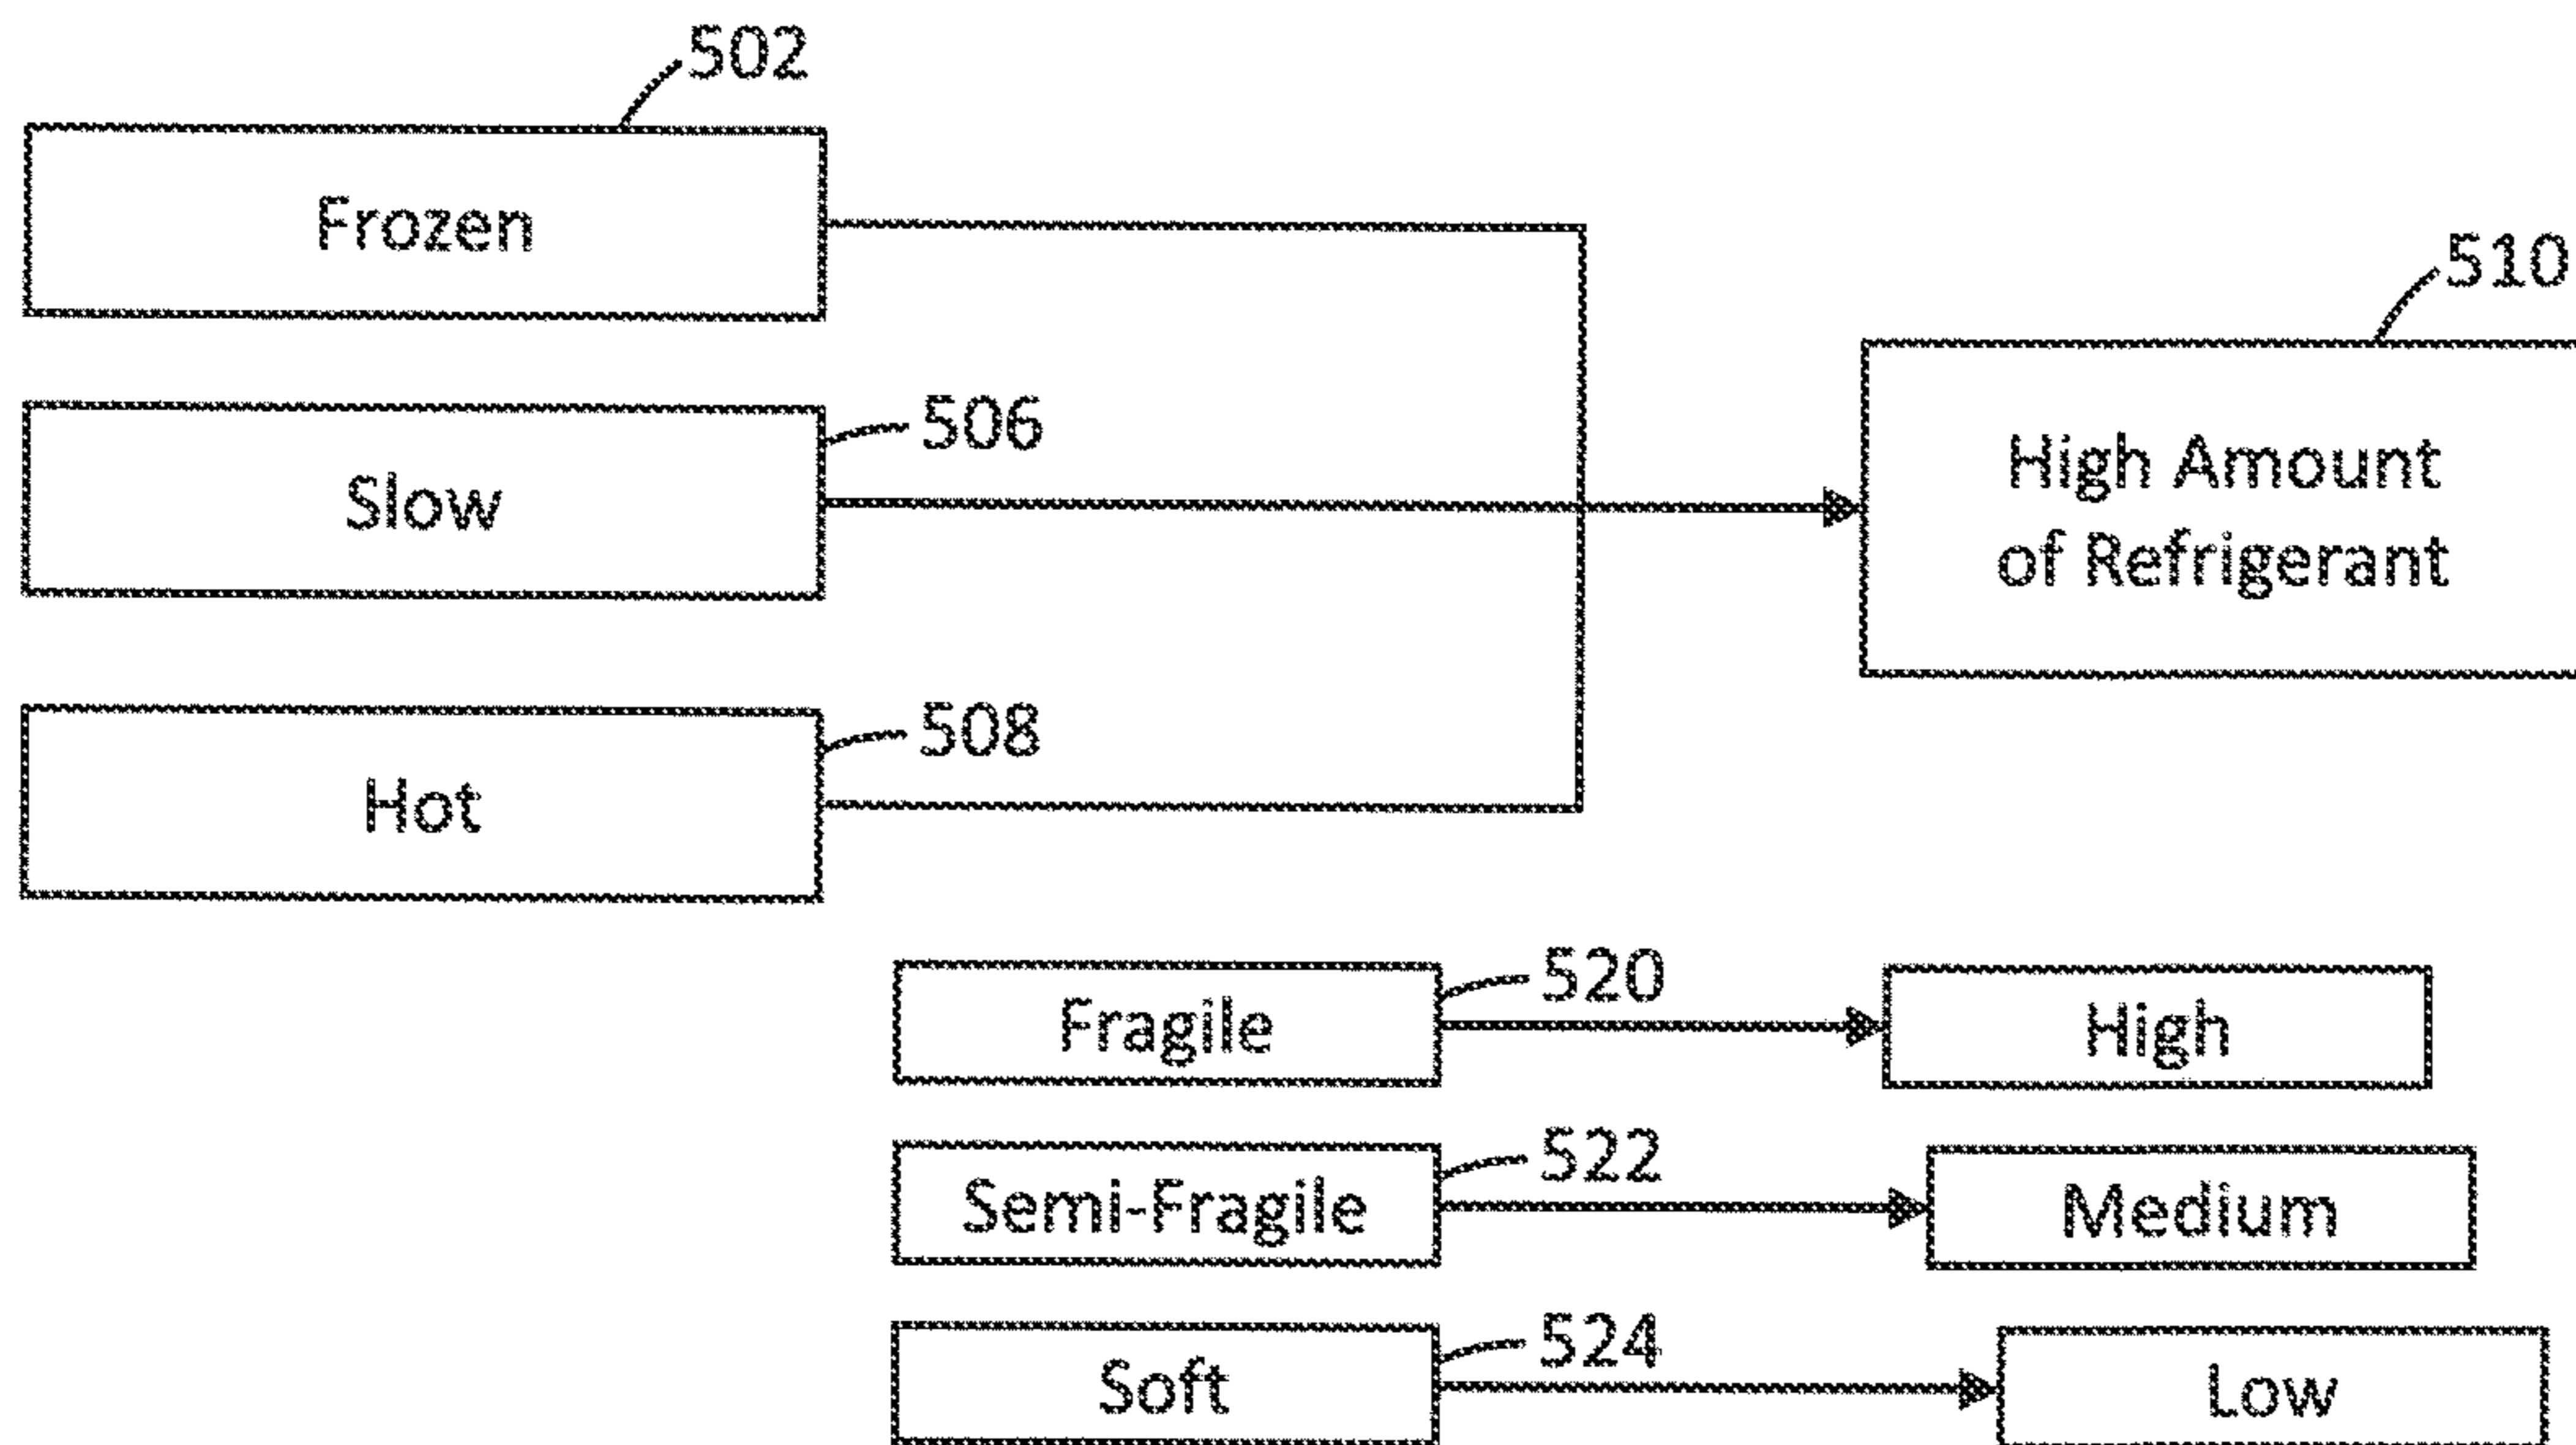 502
Frozen
510
506
Slow
High Amount
of Refrigerant
508
Hot
520
Fragile
High
522
Semi-Fragile
Medium
524
Soft
Low